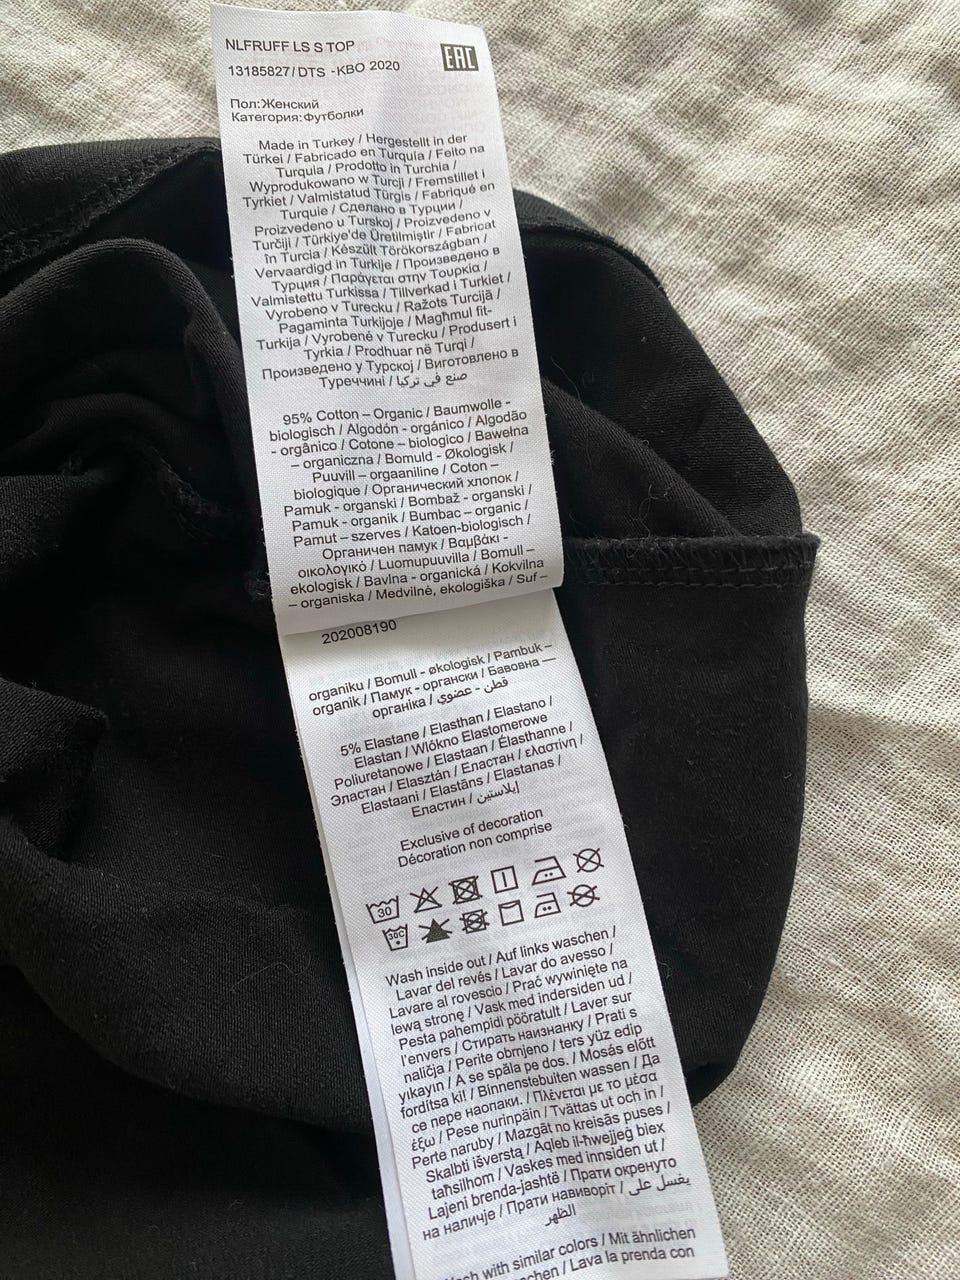 NLFRUFF LS S TOP
EAC
13185827/DTS -KBO 2020
Пол:Женский
Категория:Футболки
Made in Turkey / Hergestellt in der
Türkei / Fabricado en Turquia / Feito na
Turquia / Prodotto in Turchia /
Wyprodukowano w Turcji / Fremstillet i
Tyrkiet / Valmistatud Türgis / Fabriqué en
Turquie / Сделано в Турции /
Proizvedeno u Turskoj / Proizvedeno v
Turčiji / Türkiye'de Üretilmiştir / Fabricat
în Turcia / Készült Törökországban /
Vervaardigd in Turkije / Произведено в
Турция / Παράγεται στην Τουρκία /
Valmistettu Turkissa / Tillverkad i Turkiet /
Vyrobeno v Turecku / Ražots Turcijā /
Pagaminta Turkijoje / Magħmul fit-
Turkija / Vyrobené v Turecku / Produsert i
Tyrkia / Prodhuar në Turqi /
Произведено у Турској / Виготовлено в
Туреччині / صنع في تركيا
95% Cotton – Organic / Baumwolle -
biologisch / Algodón - orgánico / Algodão
- orgânico / Cotone – biologico / Bawełna
– organiczna / Bomuld - Økologisk /
Puuvill – orgaaniline / Coton –
biologique / Органический хлопок /
Pamuk - organski / Bombaž - organski /
Pamuk - organik / Bumbac – organic /
Pamut – szerves / Katoen-biologisch /
Органичен памук / Βαμβάκι -
οικολογικό / Luomupuuvilla / Bomull –
ekologisk / Bavlna - organická / Kokvilna
– organiska / Medvilnė, ekologiška / Suf –
202008190
organiku / Bomull - økologisk / Pambuk –
organik / Памук - органски / Бавовна —
органіка / قطن - عضوي
5% Elastane / Elasthan / Elastano /
Elastan / Włókno Elastomerowe
Poliuretanowe / Elastaan / Élasthanne /
Эластан / Elasztán / Еластан / ελαστίνη /
Elastaani / Elastāns / Elastanas /
Еластин / إيلاستين
Exclusive of decoration
Décoration non comprise
30
30C
Wash inside out / Auf links waschen /
Lavar del revés / Lavar do avesso /
Lavare al rovescio / Prać wywinięte na
lewą stronę / Vask med indersiden ud /
Pesta pahempidi pööratult / Laver sur
l'envers / Стирать наизнанку / Prati s
naličja / Perite obrnjeno / ters yüz edip
yıkayın / A se spăla pe dos. / Mosás előtt
fordítsa ki! / Binnenstebuiten wassen / Да
се пере наопаки. / Πλένεται με το μέσα
έξω / Pese nurinpäin / Tvättas ut och in /
Perte naruby / Mazgāt no kreisās puses /
Skalbti išverstą / Aqleb il-ħwejjeġ biex
taħsilhom / Vaskes med innsiden ut /
Lajeni brenda-jashtë / Прати окренуто
на наличје / Прати навиворіт / يغسل على
الظهر
Wash with similar colors / Mit ähnlichen
waschen / Lava la prenda con